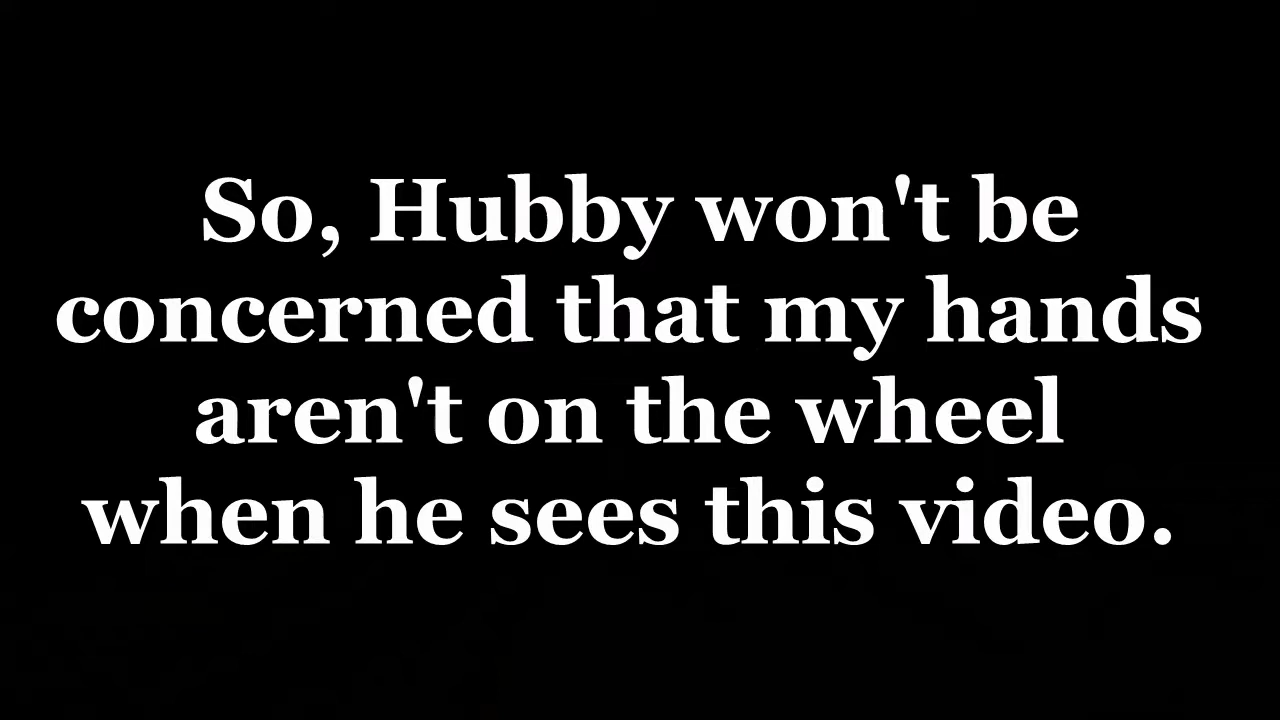 So, Hubby won't be
concerned that my hands
aren't on the wheel
when he sees this video.